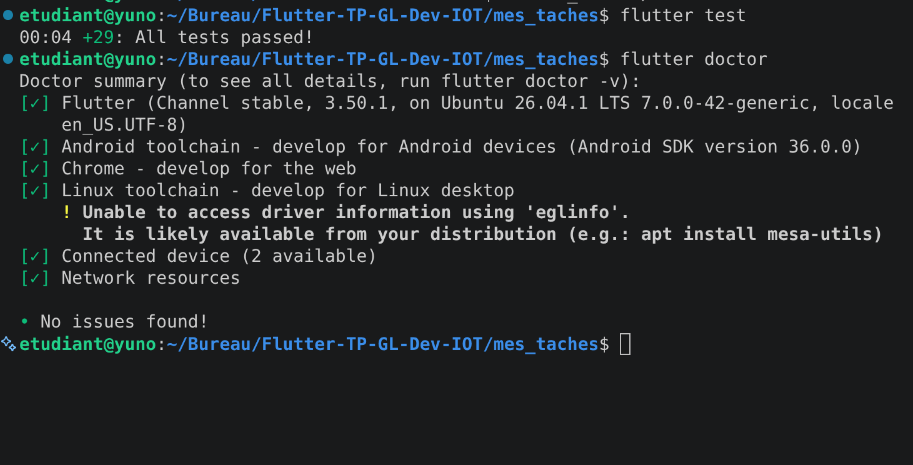 etudiant@yuno:~/Bureau/Flutter-TP-GL-Dev-IOT/mes_taches$ flutter test
00:04 +29: All tests passed!
etudiant@yuno:~/Bureau/Flutter-TP-GL-Dev-IOT/mes_taches$ flutter doctor
Doctor summary (to see all details, run flutter doctor -v):
[✓] Flutter (Channel stable, 3.50.1, on Ubuntu 26.04.1 LTS 7.0.0-42-generic, locale
en_US.UTF-8)
[✓] Android toolchain - develop for Android devices (Android SDK version 36.0.0)
[✓] Chrome - develop for the web
[✓] Linux toolchain - develop for Linux desktop
! Unable to access driver information using 'eglinfo'.
It is likely available from your distribution (e.g.: apt install mesa-utils)
[✓] Connected device (2 available)
[✓] Network resources
• No issues found!
etudiant@yuno:~/Bureau/Flutter-TP-GL-Dev-IOT/mes_taches$